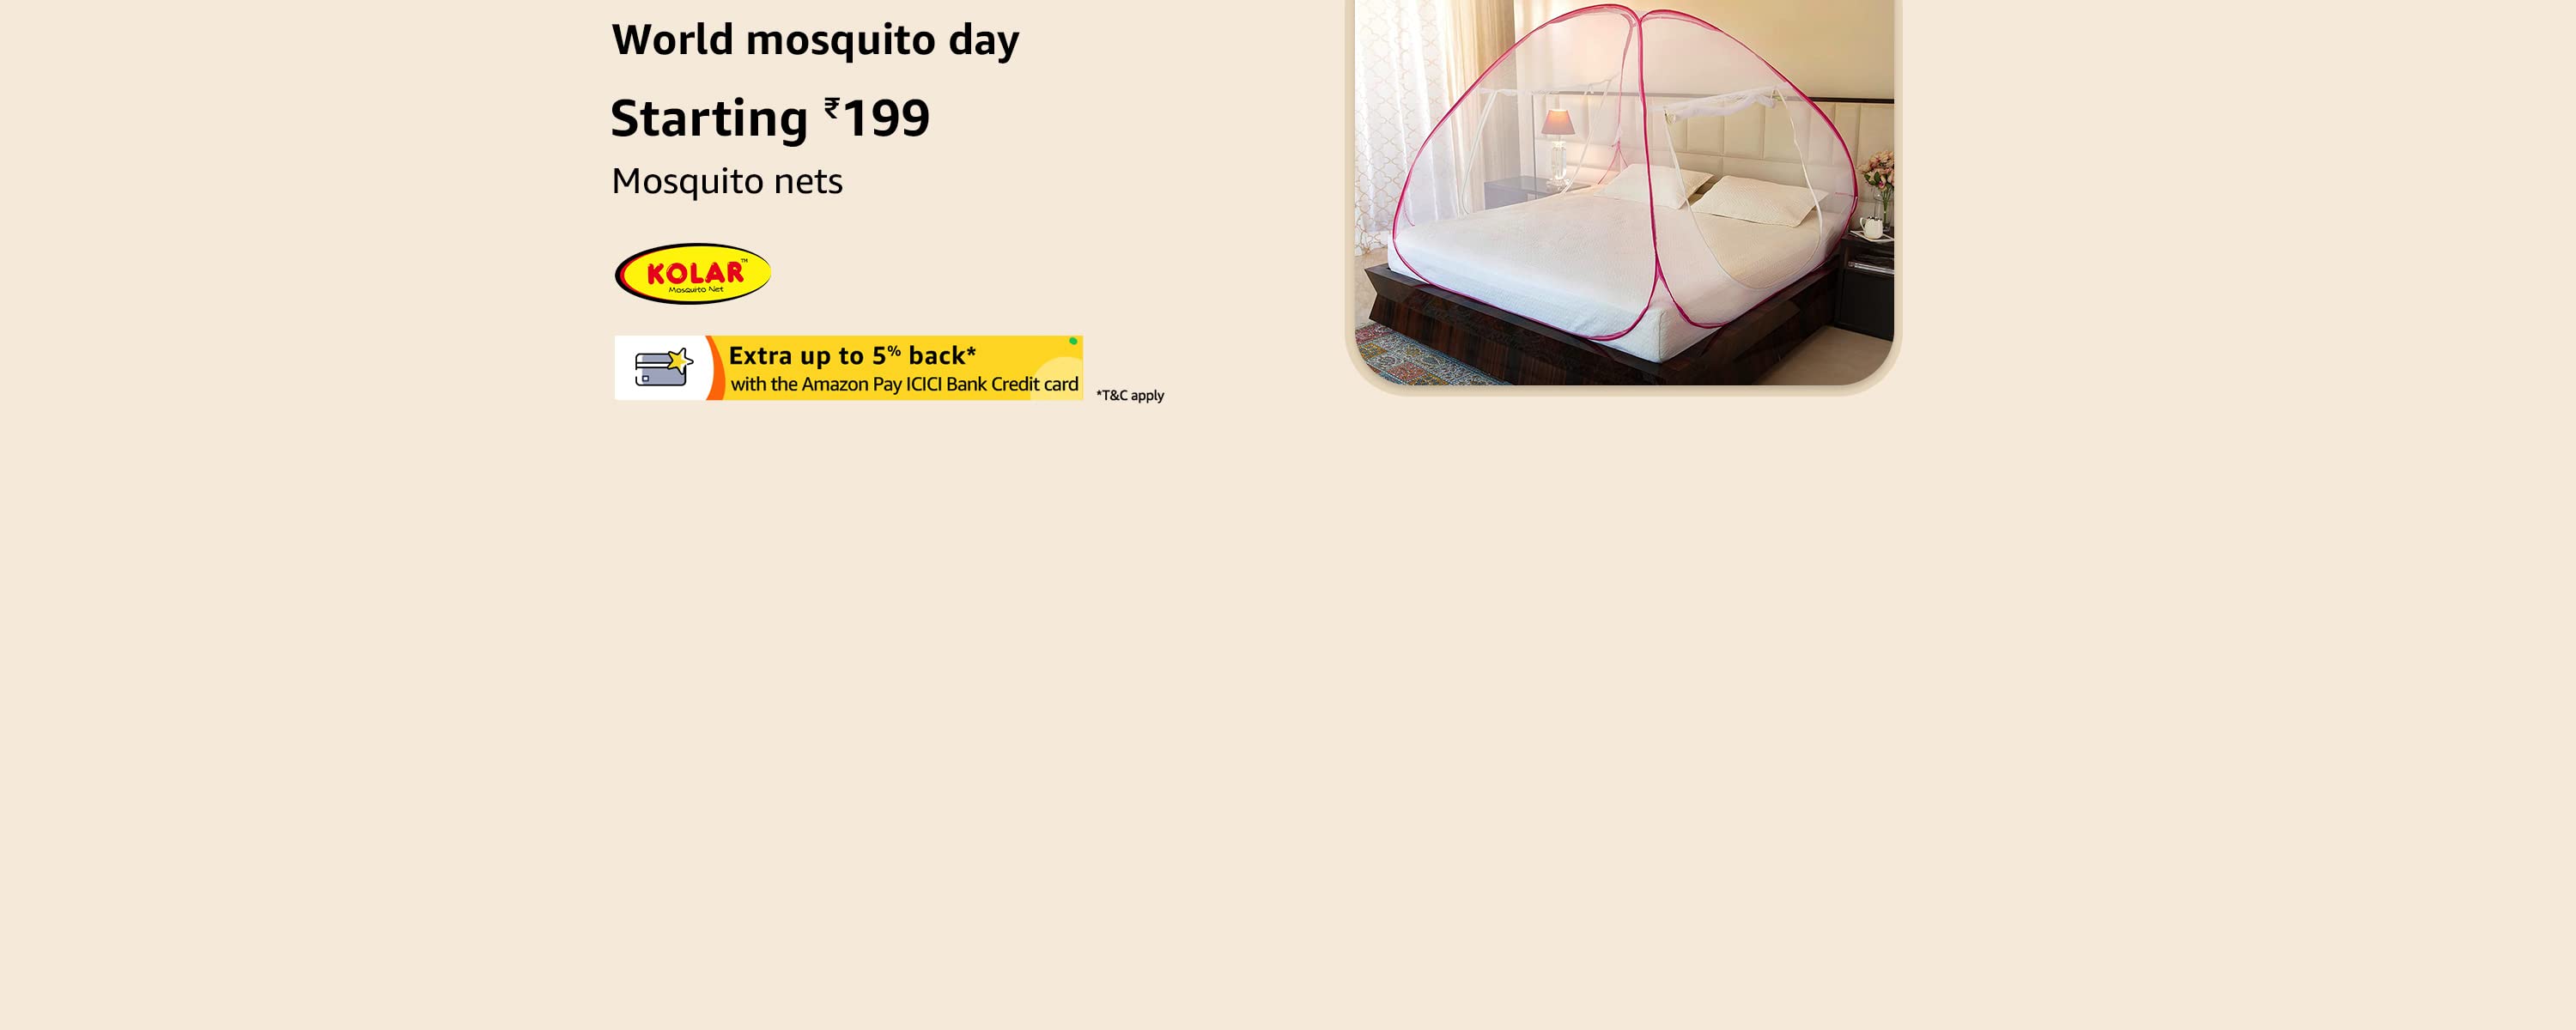 World mosquito day
Starting ₹199
Mosquito nets
KOLAR™
Mosquito Net
Extra up to 5% back*
with the Amazon Pay ICICI Bank Credit card
*T&C apply